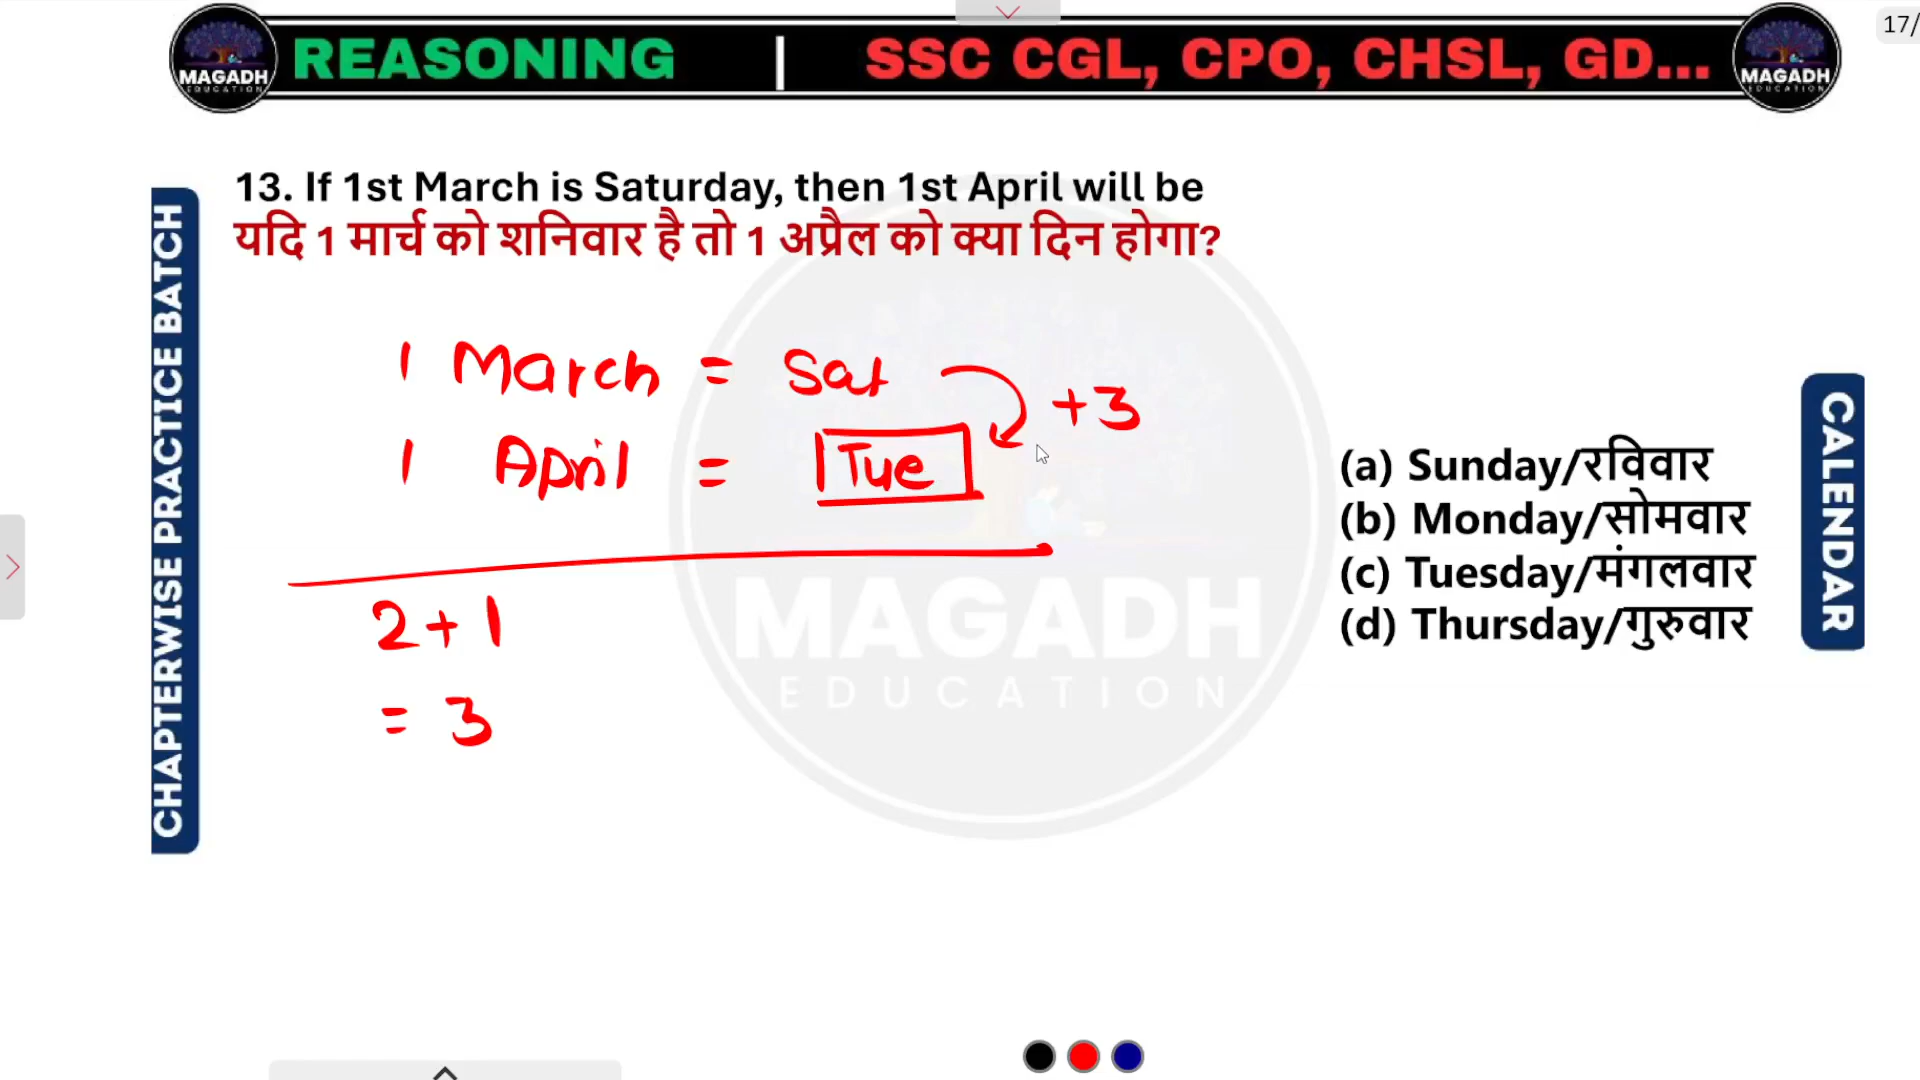 17/
MAGADH
EDUCATION
REASONING | SSC CGL, CPO, CHSL, GD...
MAGADH
EDUCATION
13. If 1st March is Saturday, then 1st April will be
यदि 1 मार्च को शनिवार है तो 1 अप्रैल को क्या दिन होगा?
CHAPTERWISE PRACTICE BATCH
1 March = Sat
+3
1 April = Tue
2+1
= 3
(a) Sunday/रविवार
(b) Monday/सोमवार
(c) Tuesday/मंगलवार
(d) Thursday/गुरुवार
CALENDAR
MAGADH
EDUCATION